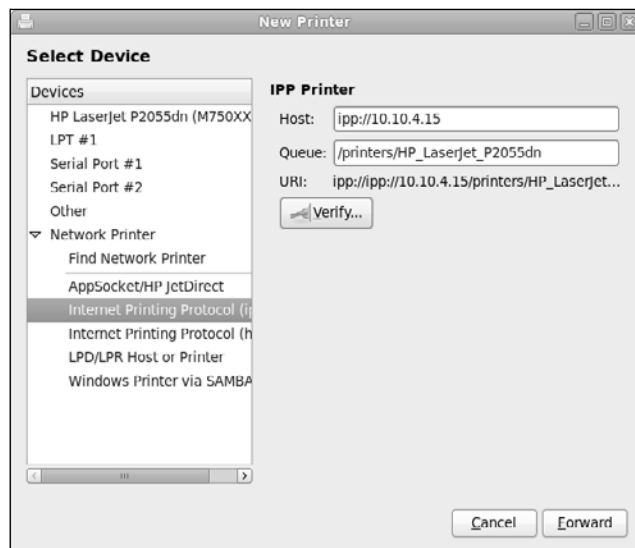 New Printer
Select Device
Devices
HP LaserJet P2055dn (M750XX
LPT #1
Serial Port #1
Serial Port #2
Other
Network Printer
Find Network Printer
AppSocket/HP JetDirect
Internet Printing Protocol (i
Internet Printing Protocol (h
LPD/LPR Host or Printer
Windows Printer via SAMBA
IPP Printer
Host: ipp://10.10.4.15
Queue: /printers/HP_LaserJet_P2055dn
URI: ipp://ipp://10.10.4.15/printers/HP_LaserJet...
Verify...
Cancel
Forward